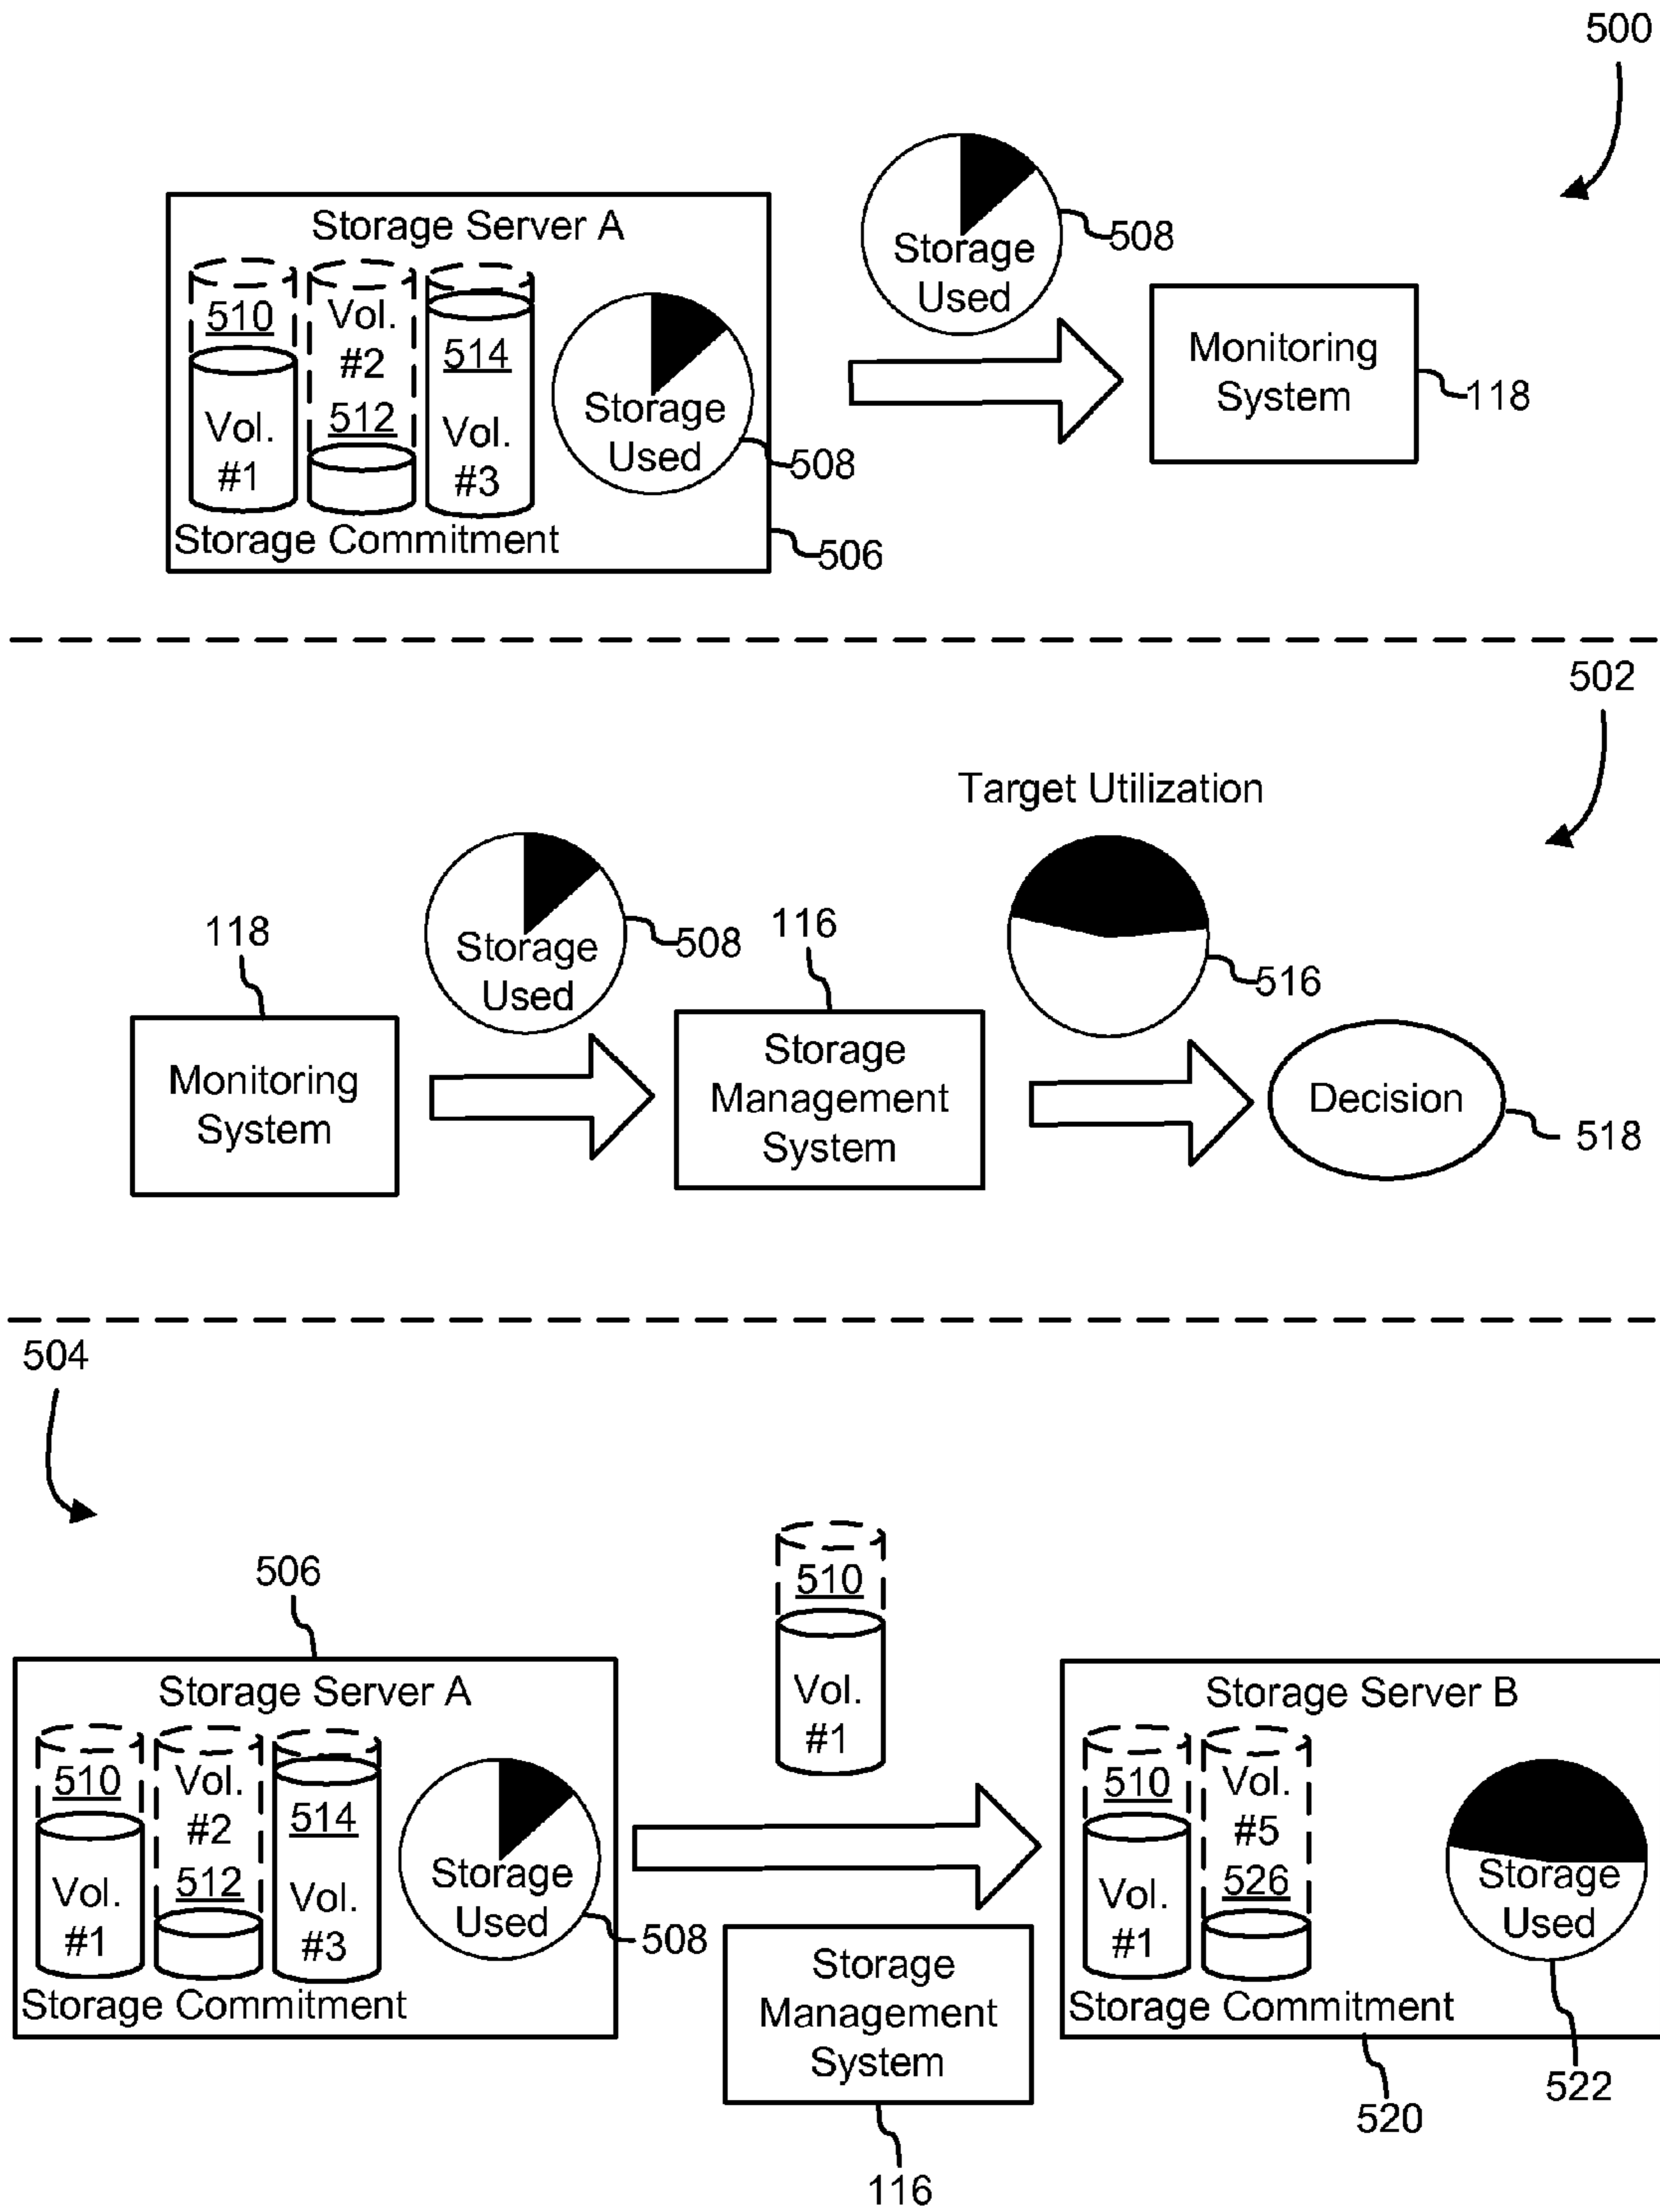 500
Storage Server A
510
Vol.
#1
Vol.
#2
512
514
Vol.
#3
Storage
Used
508
Storage Commitment
506
Storage
Used
508
Monitoring
System
118
502
Target Utilization
118
Monitoring
System
Storage
Used
508
116
Storage
Management
System
516
Decision
518
504
506
Storage Server A
510
Vol.
#1
Vol.
#2
512
514
Vol.
#3
Storage
Used
508
Storage Commitment
510
Vol.
#1
Storage
Management
System
116
Storage Server B
510
Vol.
#1
Vol.
#5
526
Storage
Used
Storage Commitment
522
520